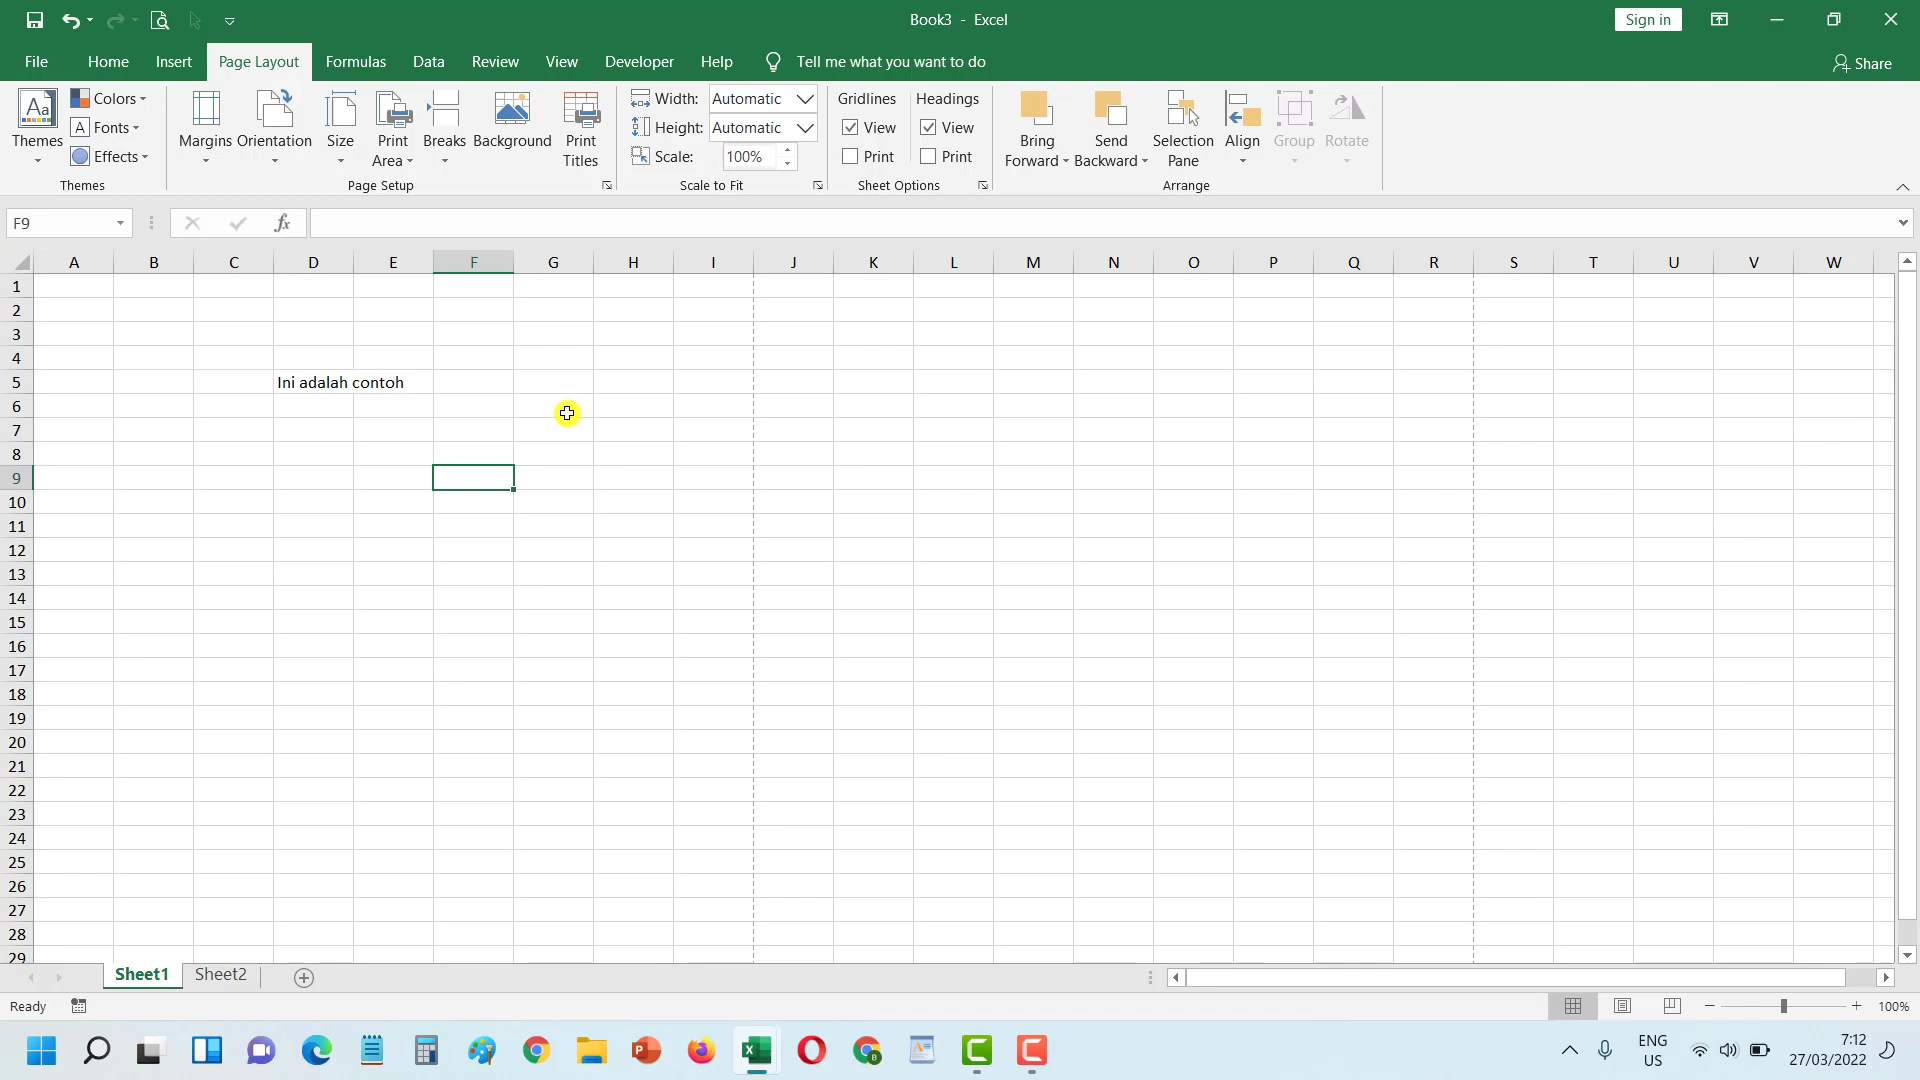 Book3 - Excel
Sign in
File Home Insert Page Layout Formulas Data Review View Developer Help Tell me what you want to do Share
Themes
Colors
Fonts
Effects
Themes
Margins
Orientation
Size
Print Area
Breaks
Background
Print Titles
Page Setup
Width: Automatic
Height: Automatic
Scale: 100%
Scale to Fit
Gridlines
View
Print
Headings
View
Print
Sheet Options
Bring Forward
Send Backward
Selection Pane
Align
Group
Rotate
Arrange
F9
fx
A B C D E F G H I J K L M N O P Q R S T U V W
1
2
3
4
5 Ini adalah contoh
6
7
8
9
10
11
12
13
14
15
16
17
18
19
20
21
22
23
24
25
26
27
28
29
Sheet1 Sheet2
Ready
100%
ENG
US
7:12
27/03/2022